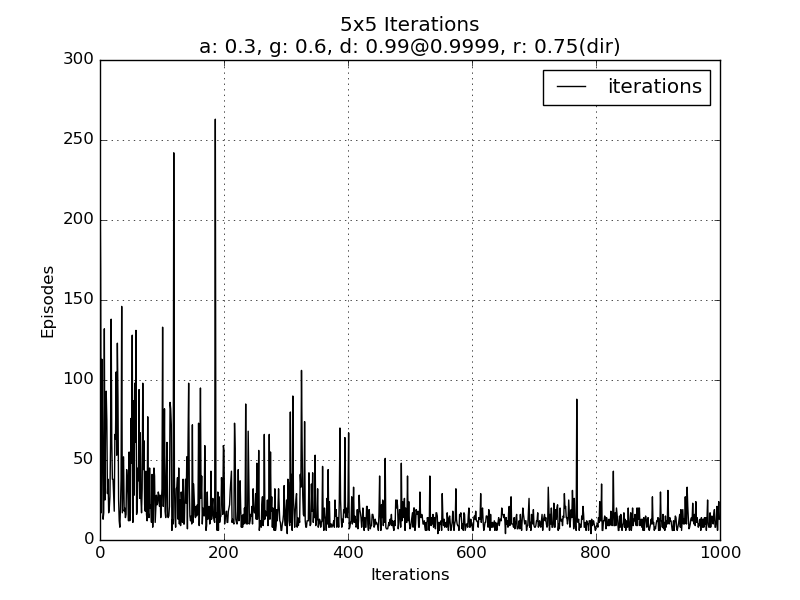 5x5 Iterations
a: 0.3, g: 0.6, d: 0.99@0.9999, r: 0.75(dir)
iterations
Episodes
300
250
200
150
100
50
0
0 200 400 600 800 1000
Iterations